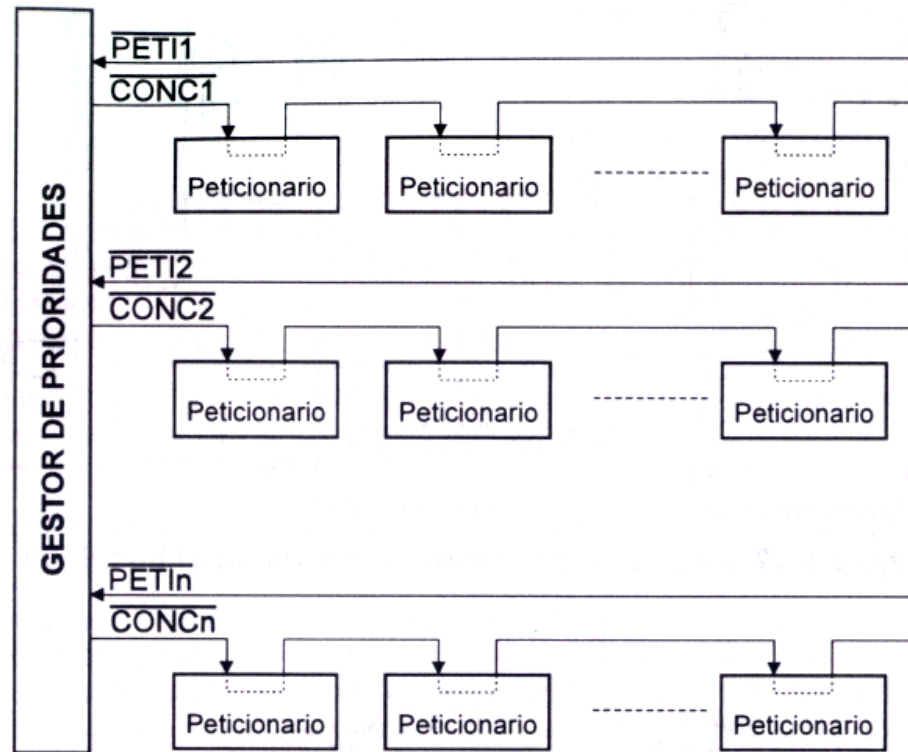 GESTOR DE PRIORIDADES
PETI1
CONC1
Peticionario
Peticionario
Peticionario
PETI2
CONC2
Peticionario
Peticionario
Peticionario
PETIn
CONCn
Peticionario
Peticionario
Peticionario